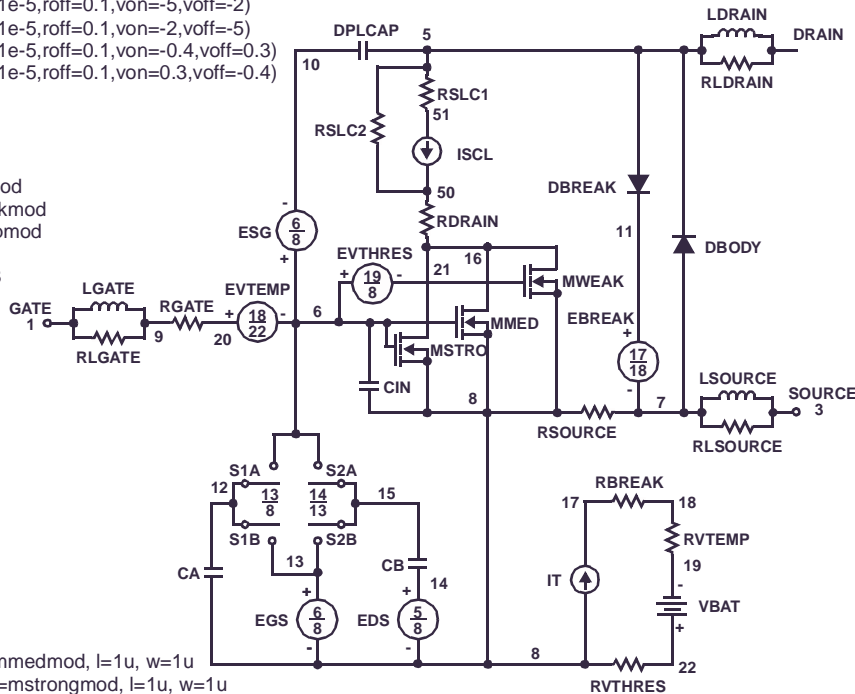 1e-5,roff=0.1,von=-5,voff=-2)
1e-5,roff=0.1,von=-2,voff=-5)
1e-5,roff=0.1,von=-0.4,voff=0.3)
1e-5,roff=0.1,von=0.3,voff=-0.4)
LDRAIN
DPLCAP
5
DRAIN
10
RLDRAIN
RSLC1
51
RSLC2
ISCL
od
kmod
omod
50
DBREAK
-
6
8
ESG
+
RDRAIN
11
DBODY
EVTHRES
16
21
+
19
8
-
MWEAK
LGATE
GATE
1
RGATE
EVTEMP
+
18
22
-
6
MMED
EBREAK
+
9
20
MSTRO
17
18
RLGATE
CIN
-
LSOURCE
SOURCE
3
8
7
RSOURCE
RLSOURCE
S1A
S2A
12
13
8
14
13
15
RBREAK
17
18
S1B
S2B
13
RVTEMP
CA
CB
14
IT
19
-
VBAT
+
+
EGS
6
8
-
+
EDS
5
8
-
8
22
RVTHRES
mmedmod, l=1u, w=1u
=mstrongmod, l=1u, w=1u